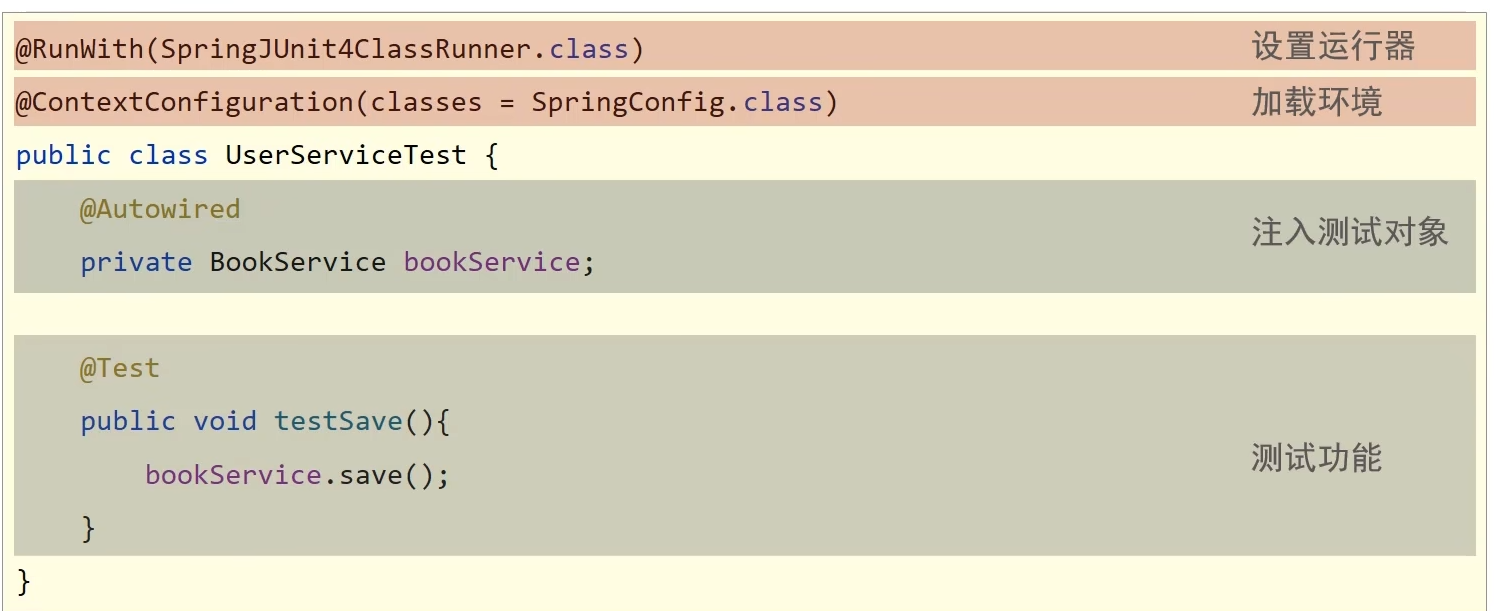 @RunWith(SpringJUnit4ClassRunner.class) 设置运行器
@ContextConfiguration(classes = SpringConfig.class) 加载环境
public class UserServiceTest {
@Autowired
注入测试对象
private BookService bookService;
@Test
public void testSave(){
bookService.save();
测试功能
}
}